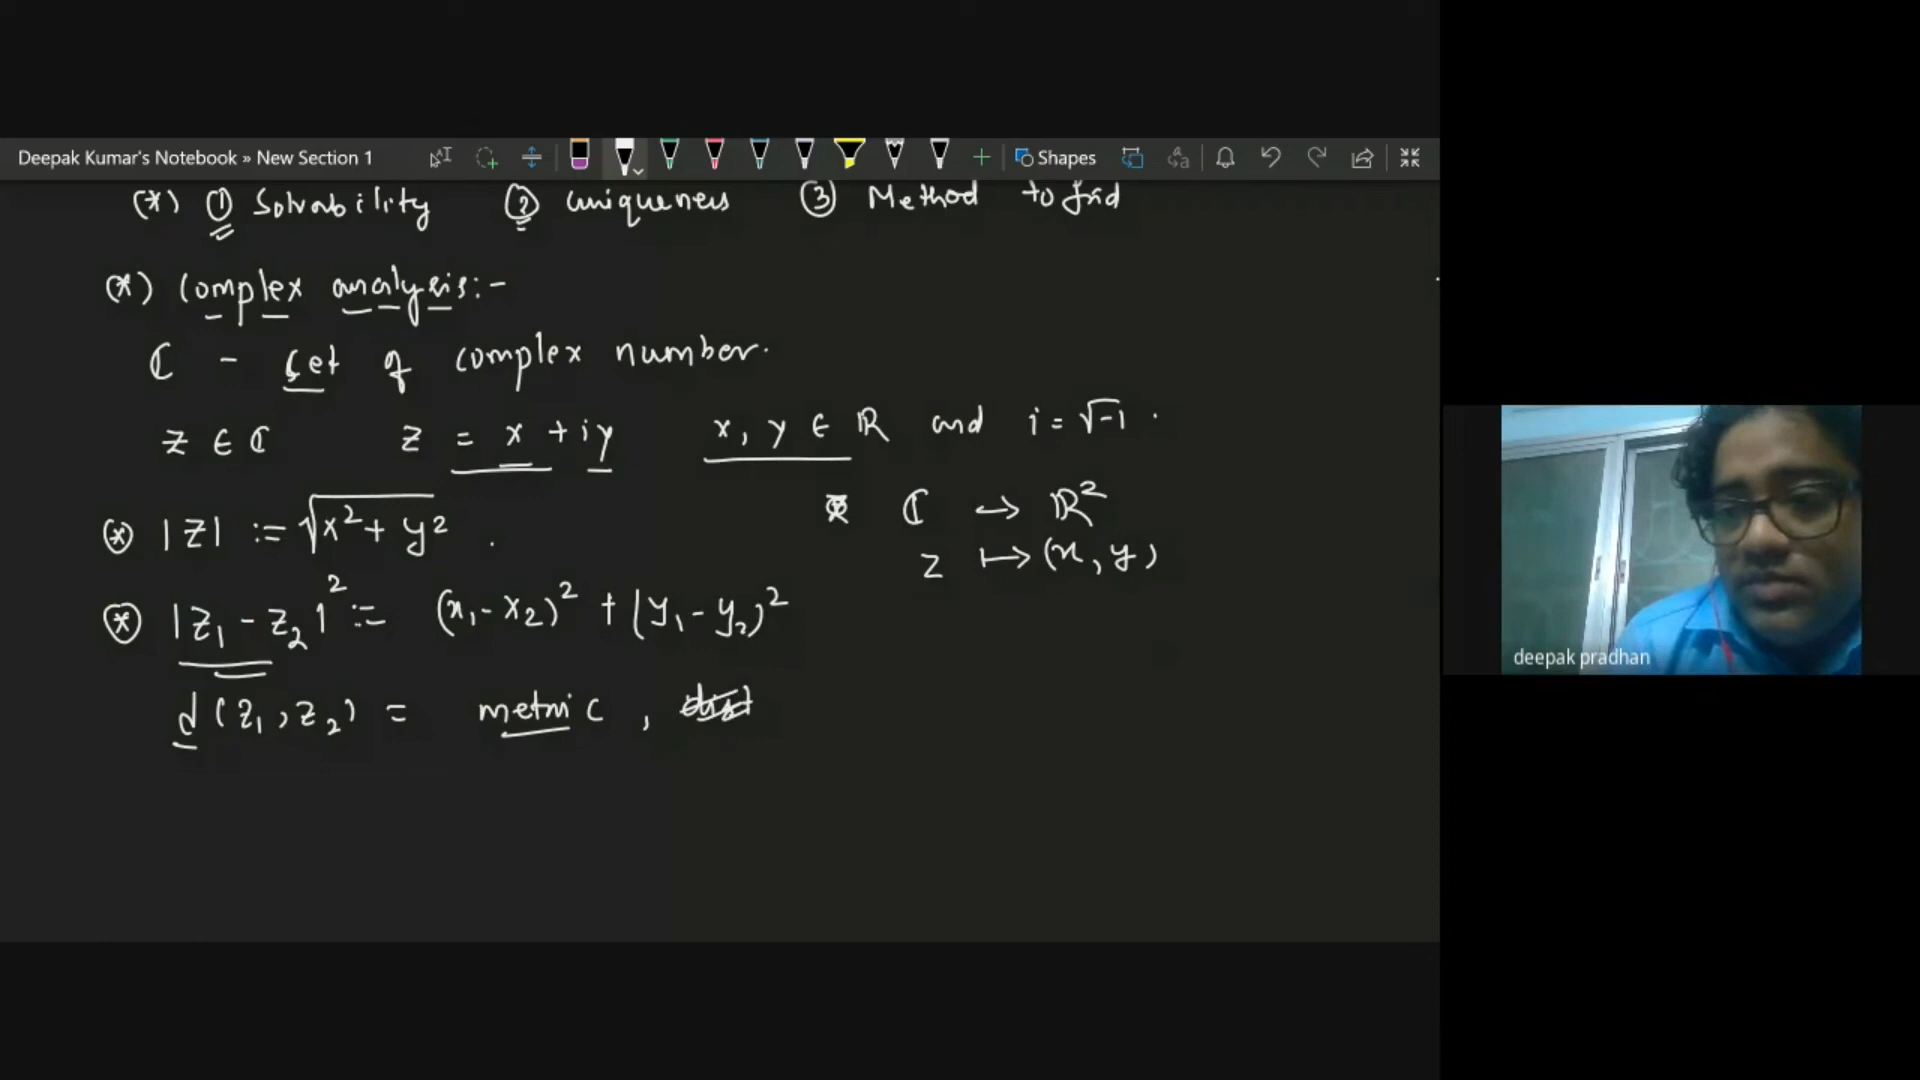 Deepak Kumar's Notebook » New Section 1
Shapes
(*) ① Solvability ② uniqueness ③ Method to find
(*) Complex analysis:-
ℂ - Set of complex number.
z ∈ ℂ z = x + iy x, y ∈ ℝ and i = √-1 .
(*) |z| := √x² + y² .
ℂ ↔ ℝ²
z ↦ (x, y)
(*) |z₁ - z₂|² := (x₁ - x₂)² + (y₁ - y₂)²
d(z₁, z₂) = metric ,
deepak pradhan